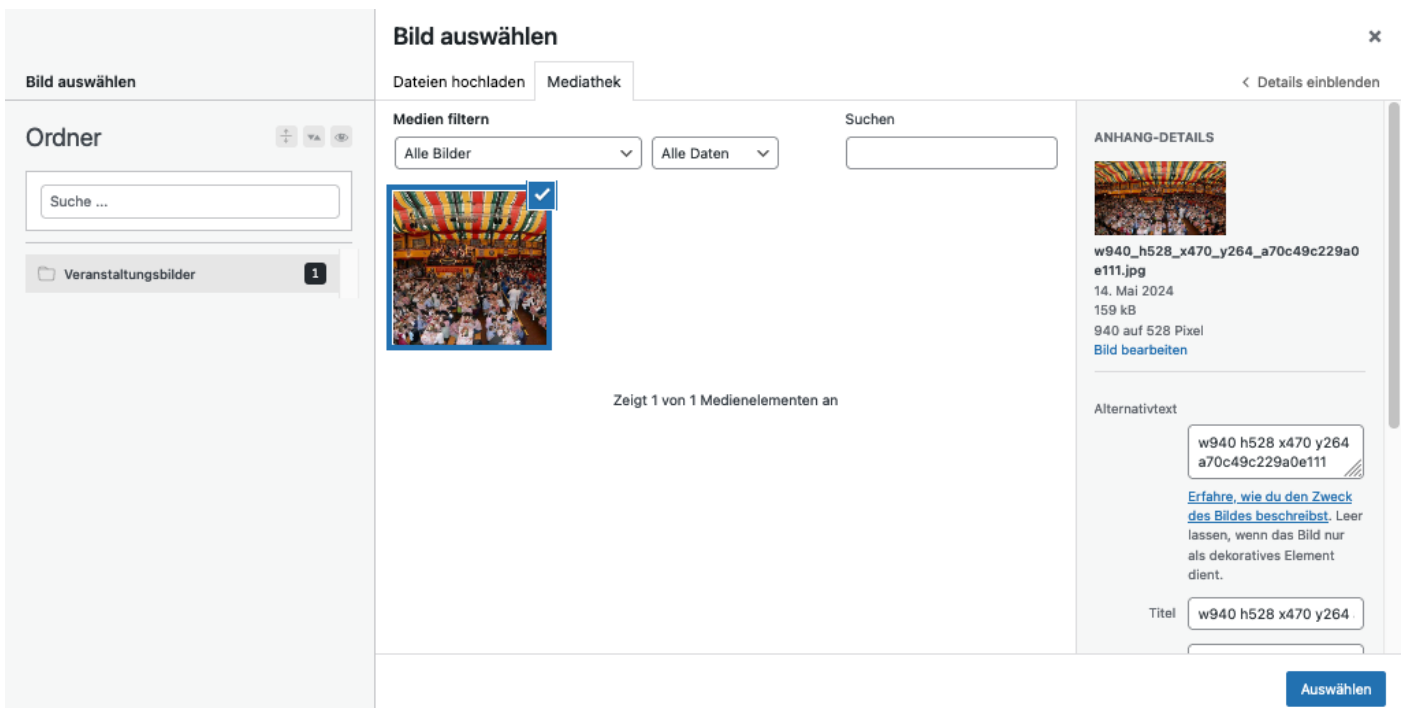 Bild auswählen
Ordner
Suche ...
Veranstaltungsbilder
1
Bild auswählen
×
Dateien hochladen
Mediathek
Details einblenden
Medien filtern
Alle Bilder
Alle Daten
Suchen
Zeigt 1 von 1 Medienelementen an
ANHANG-DETAILS
w940_h528_x470_y264_a70c49c229a0
e111.jpg
14. Mai 2024
159 kB
940 auf 528 Pixel
Bild bearbeiten
Alternativtext
w940 h528 x470 y264
a70c49c229a0e111
Erfahre, wie du den Zweck
des Bildes beschreibst. Leer
lassen, wenn das Bild nur
als dekoratives Element
dient.
Titel
w940 h528 x470 y264
Auswählen